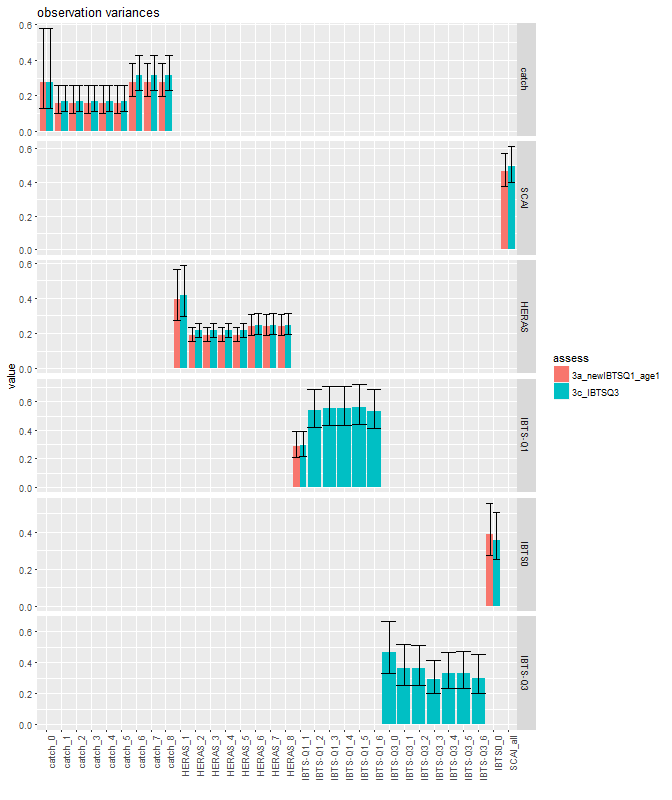 observation variances
0.6
0.4
0.2
0.0
catch
0.6
0.4
0.2
0.0
SCAI
0.6
0.4
0.2
0.0
HERAS
value
0.6
0.4
0.2
0.0
IBTS-Q1
0.4
0.2
0.0
IBTS0
0.6
0.4
0.2
0.0
IBTS-Q3
catch_0
catch_1
catch_2
catch_3
catch_4
catch_5
catch_6
catch_7
catch_8
HERAS_1
HERAS_2
HERAS_3
HERAS_4
HERAS_5
HERAS_6
HERAS_7
HERAS_8
IBTS-Q1_1
IBTS-Q1_2
IBTS-Q1_3
IBTS-Q1_4
IBTS-Q1_5
IBTS-Q1_6
IBTS-Q3_0
IBTS-Q3_1
IBTS-Q3_2
IBTS-Q3_3
IBTS-Q3_4
IBTS-Q3_5
IBTS-Q3_6
IBTS0_0
SCAI_all
assess
3a_newIBTSQ1_age1
3c_IBTSQ3